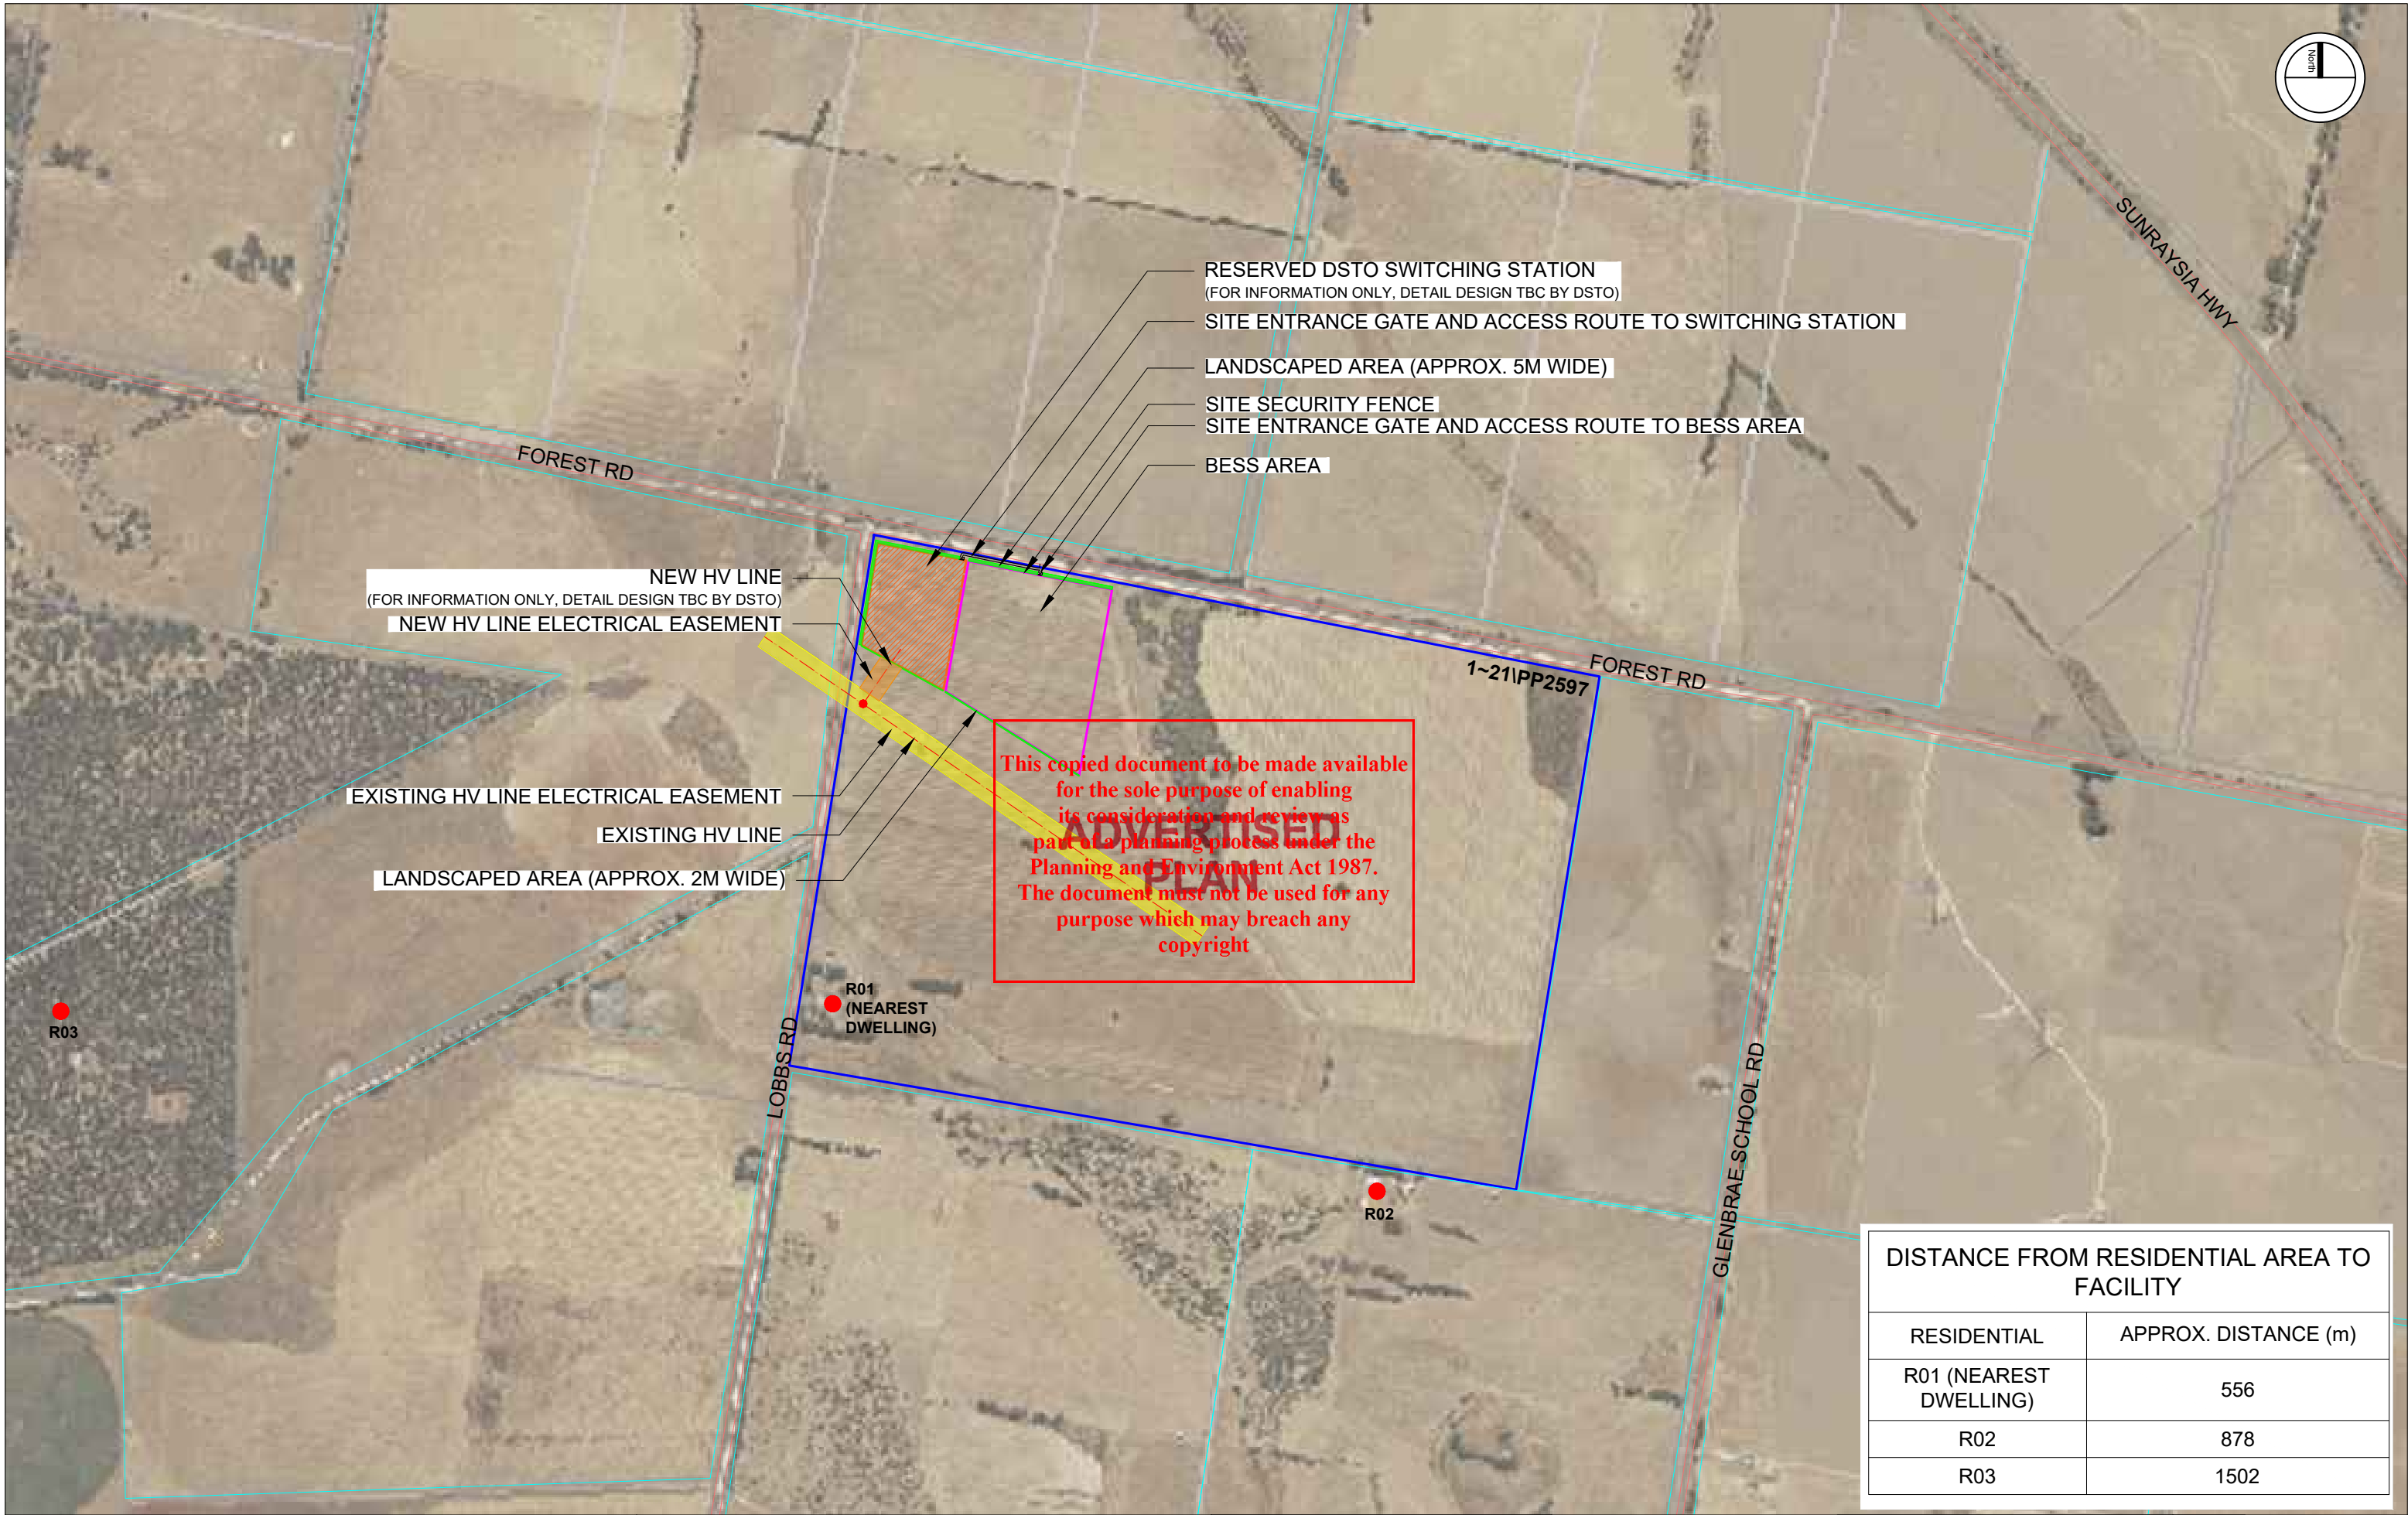 North
SUNRAYSIA HWY
RESERVED DSTO SWITCHING STATION
(FOR INFORMATION ONLY, DETAIL DESIGN TBC BY DSTO)
SITE ENTRANCE GATE AND ACCESS ROUTE TO SWITCHING STATION
LANDSCAPED AREA (APPROX. 5M WIDE)
SITE SECURITY FENCE
SITE ENTRANCE GATE AND ACCESS ROUTE TO BESS AREA
BESS AREA
FOREST RD
NEW HV LINE
(FOR INFORMATION ONLY, DETAIL DESIGN TBC BY DSTO)
NEW HV LINE ELECTRICAL EASEMENT
1~21\PP2597
FOREST RD
EXISTING HV LINE ELECTRICAL EASEMENT
EXISTING HV LINE
LANDSCAPED AREA (APPROX. 2M WIDE)
This copied document to be made available
for the sole purpose of enabling
its consideration and review as
part of a planning process under the
Planning and Environment Act 1987.
The document must not be used for any
purpose which may breach any
copyright
ADVERTISED
PLAN
R01
(NEAREST
DWELLING)
R03
LOBBS RD
R02
GLENBRAE SCHOOL RD
DISTANCE FROM RESIDENTIAL AREA TO
FACILITY
RESIDENTIAL
APPROX. DISTANCE (m)
R01 (NEAREST
DWELLING)
556
R02
878
R03
1502